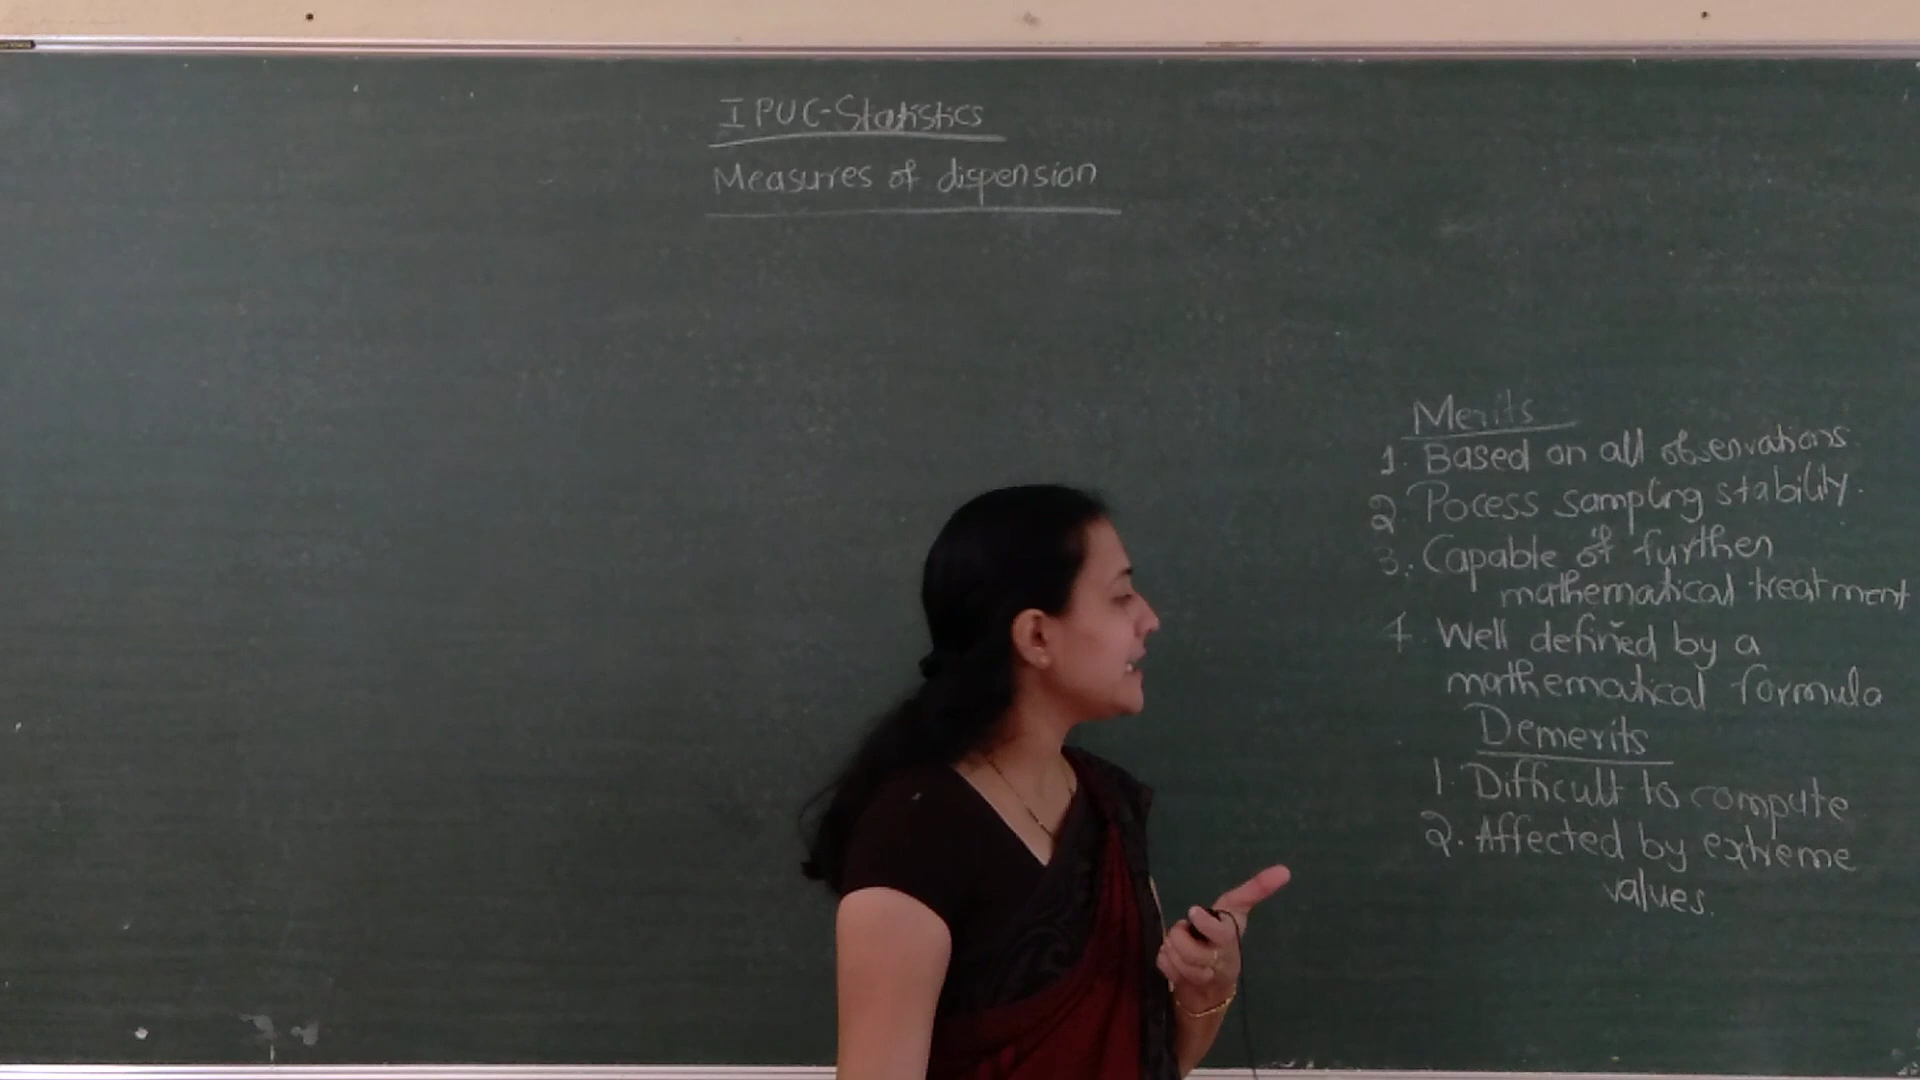 I PUC-Statistics
Measures of dispension
Merits
1. Based on all observations
2. Pocess sampling stability.
3. Capable of further
mathematical treatment
4. Well defined by a
mathematical formula
Demerits
1. Difficult to compute
2. Affected by extreme
values.